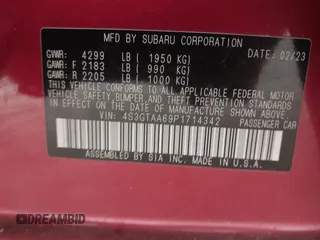 MFD BY SUBARU CORPORATION
GVWR: 4299 LB ( 1950 KG) DATE: 02/23
GAWR: F 2183 LB ( 990 KG)
GAWR: R 2205 LB ( 1000 KG)
THIS VEHICLE CONFORMS TO ALL APPLICABLE FEDERAL MOTOR
VEHICLE SAFETY, BUMPER, AND THEFT PREVENTION STANDARDS
IN EFFECT ON THE DATE OF MANUFACTURE SHOWN ABOVE.
VIN: 4S3GTAA69P1714342 PASSENGER CAR
ASSEMBLED BY SIA INC. MADE IN U.S.A.
DREAMBID